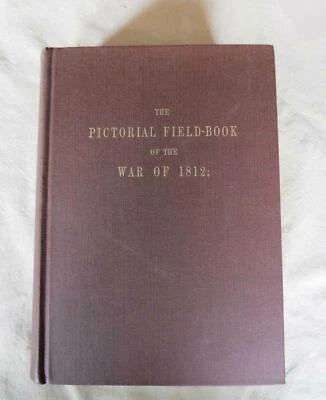 THE
PICTORIAL FIELD-BOOK
OF THE
WAR OF 1812;